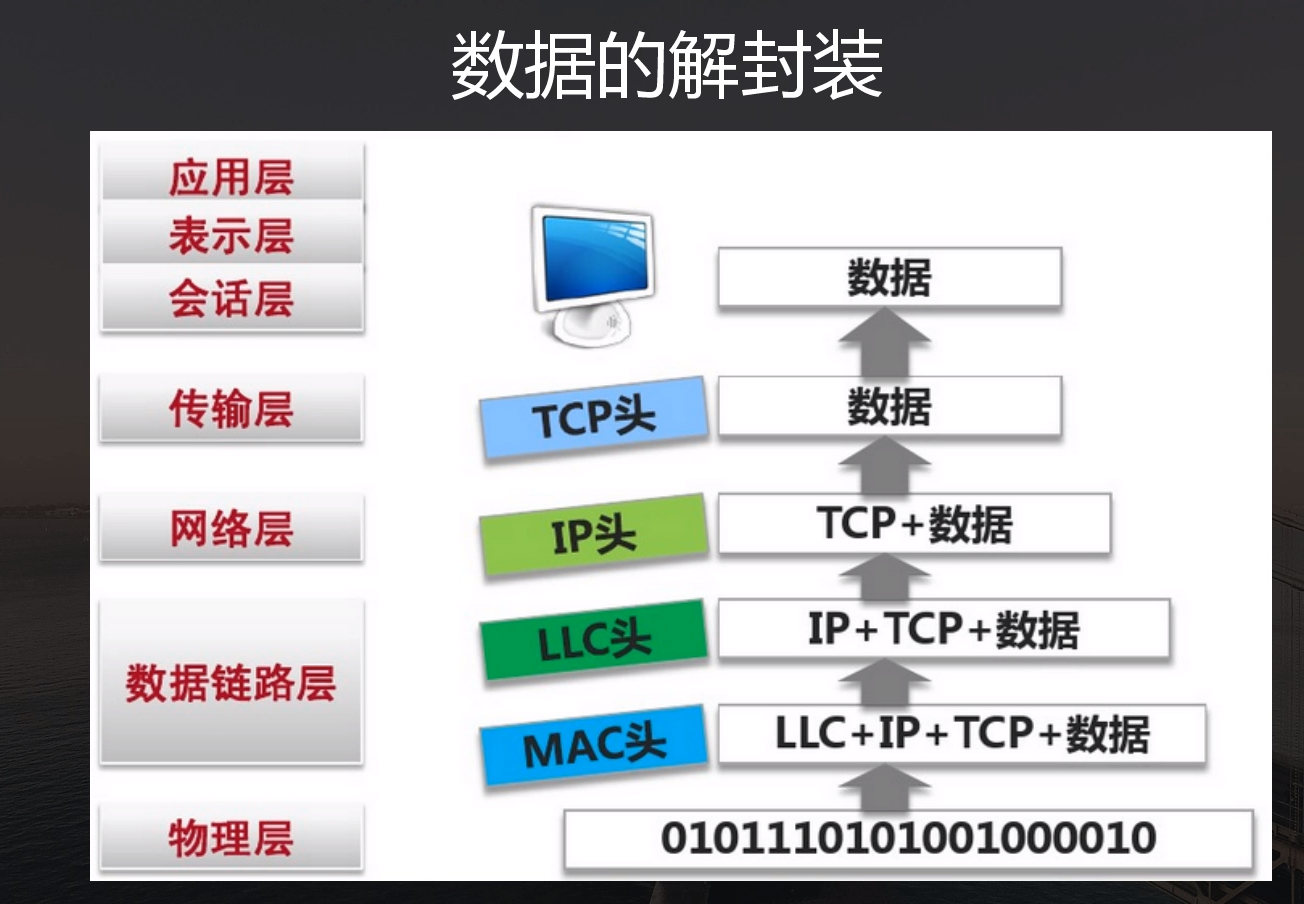 数据的解封装
应用层
表示层
会话层
数据
传输层
TCP头
数据
网络层
IP头
TCP+数据
数据链路层
LLC头
IP+TCP+数据
MAC头
LLC+IP+TCP+数据
物理层
0101110101001000010